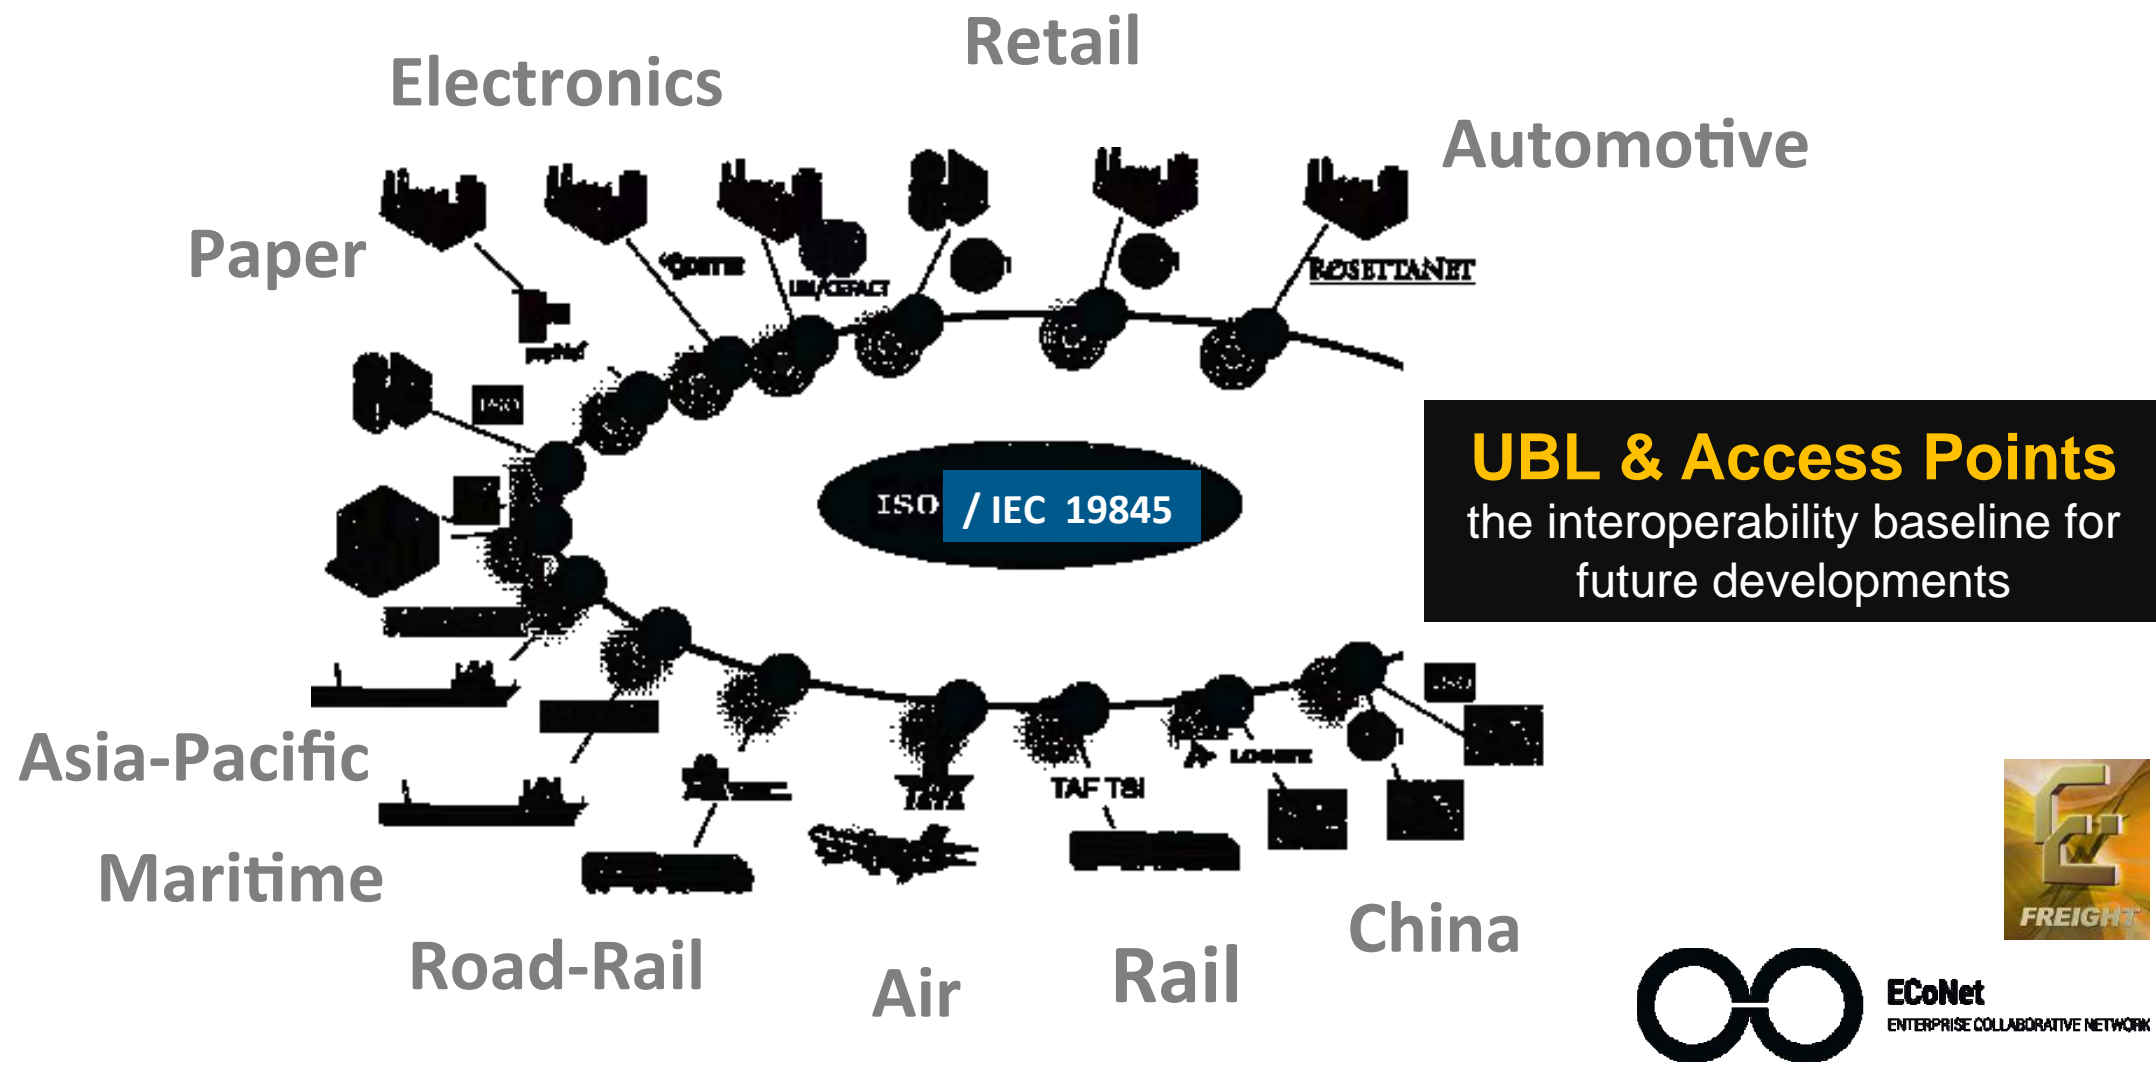 Retail
Electronics
Automotive
Paper
ROSETTANET
UN/CEFACT
ISO / IEC 19845
UBL & Access Points
the interoperability baseline for
future developments
TAF TSI
Asia-Pacific
Maritime
Road-Rail
Air
Rail
China
FREIGHT
ECoNet
ENTERPRISE COLLABORATIVE NETWORK